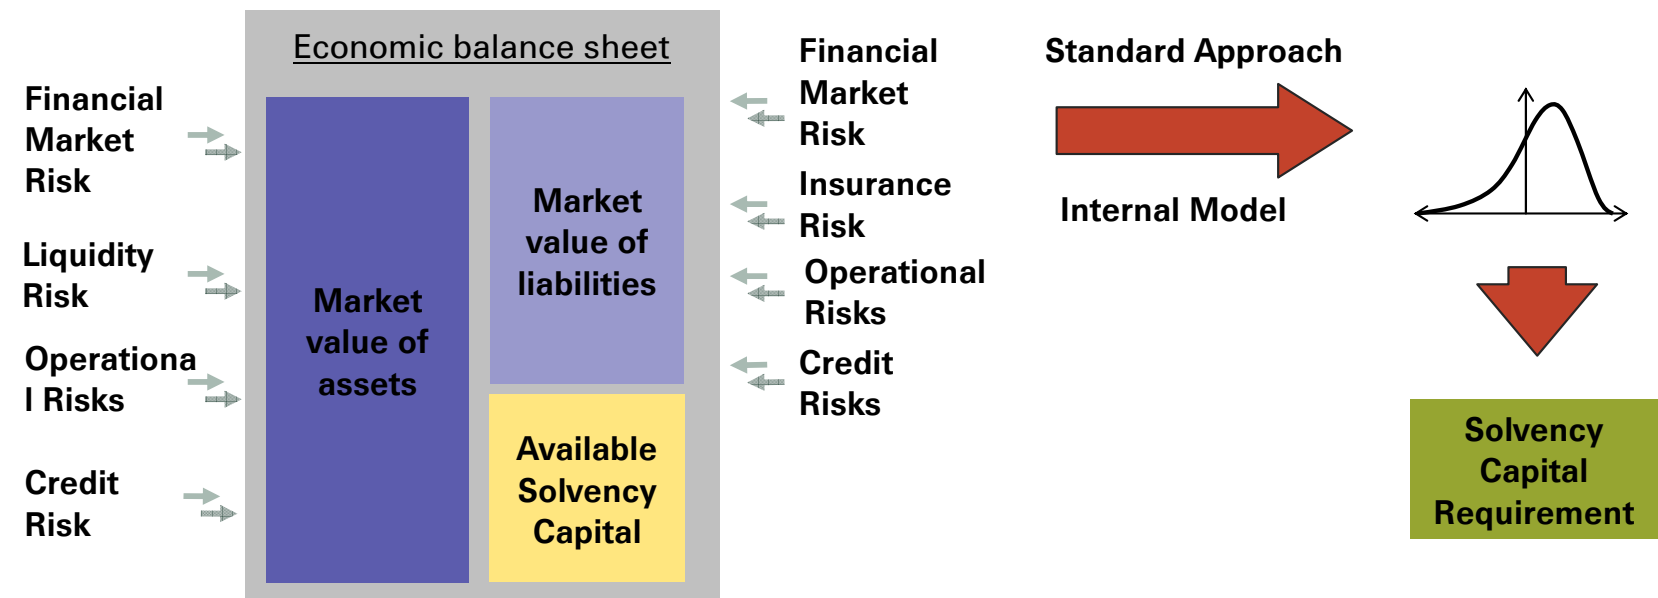 Economic balance sheet
Financial
Market
Risk
Liquidity
Risk
Operationa
l Risks
Credit
Risk
Market
value of
assets
Market
value of
liabilities
Available
Solvency
Capital
Financial
Market
Risk
Insurance
Risk
Operational
Risks
Credit
Risks
Standard Approach
Internal Model
Solvency
Capital
Requirement